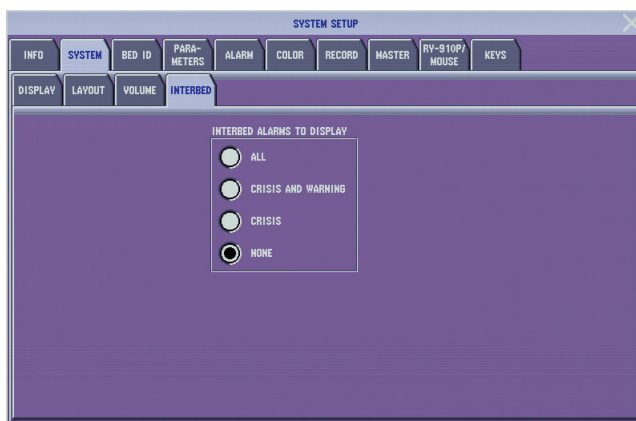 SYSTEM SETUP
INFO SYSTEM BED ID PARA-
METERS ALARM COLOR RECORD MASTER RY-910P/
MOUSE KEYS
DISPLAY LAYOUT VOLUME INTERBED
INTERBED ALARMS TO DISPLAY
ALL
CRISIS AND WARNING
CRISIS
NONE